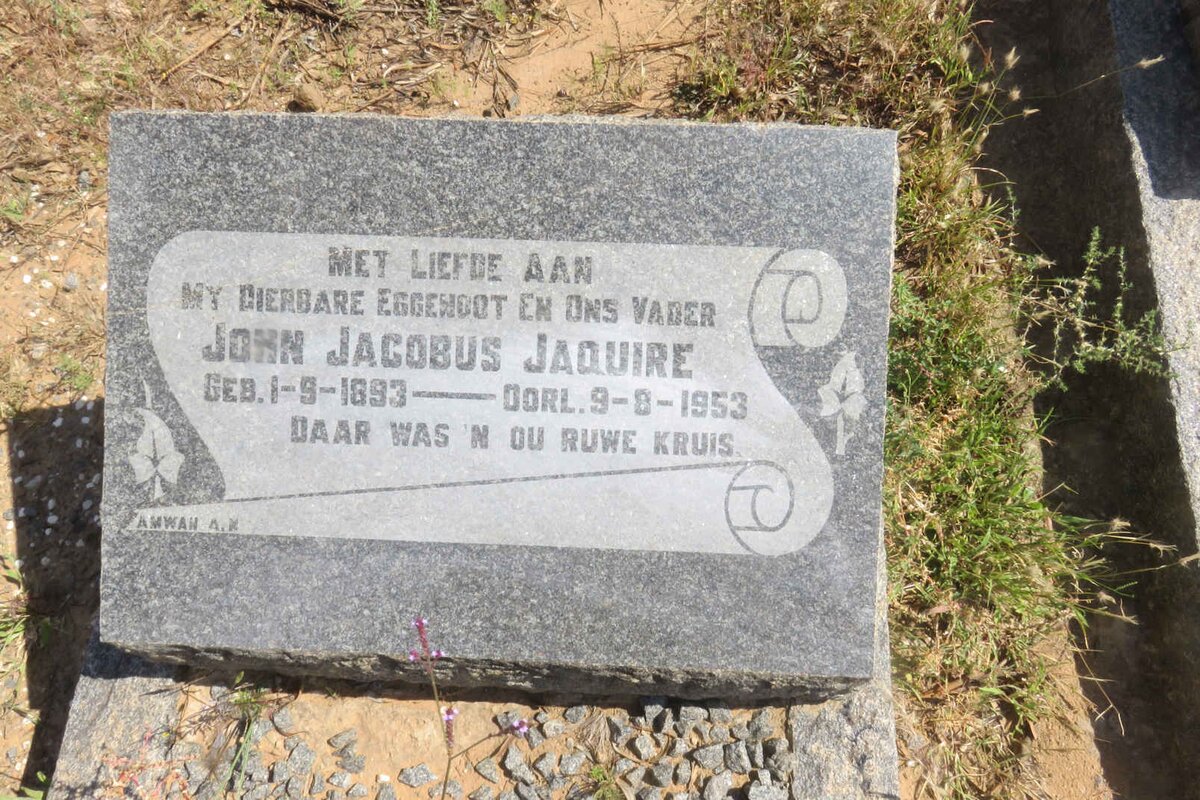 MET LIEFDE AAN
MY DIERBARE EGGENOOT EN ONS VADER
JOHN JACOBUS JAQUIRE
GEB. 1-9-1893 — OORL. 9-8-1953
DAAR WAS 'N OU RUWE KRUIS.
AMWAH A.N